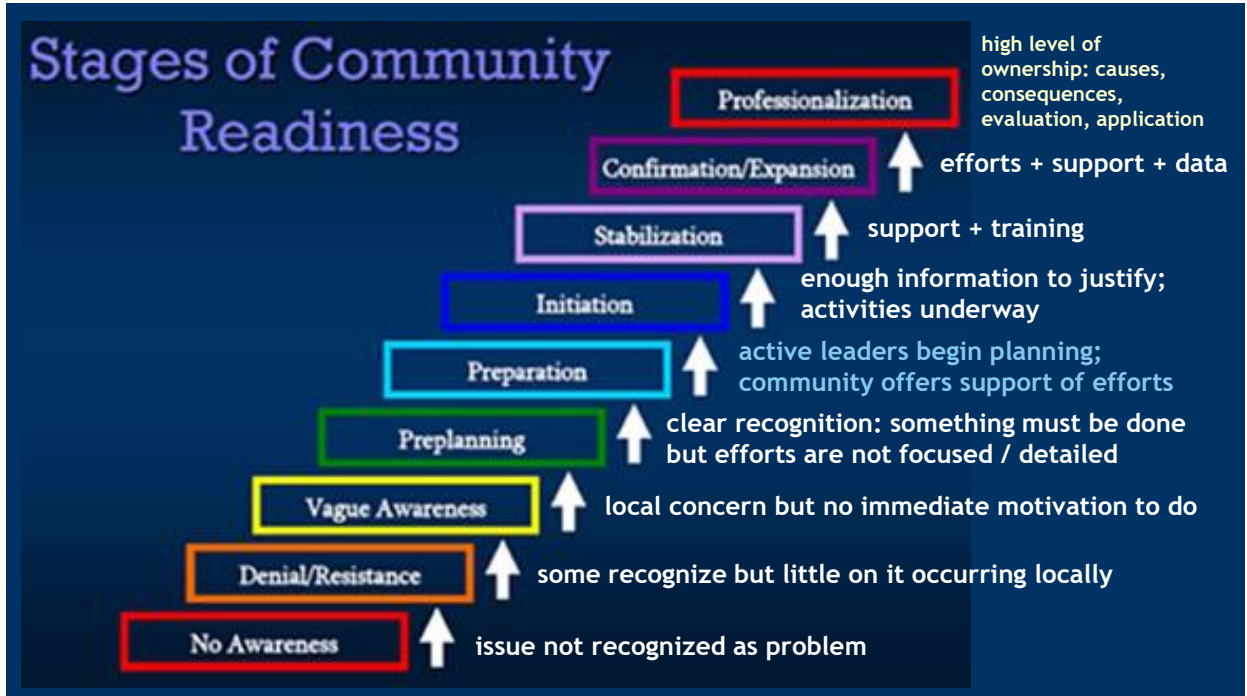 Stages of Community
Readiness
high level of
ownership: causes,
consequences,
evaluation, application
Professionalization
Confirmation/Expansion
efforts + support + data
Stabilization
support + training
Initiation
enough information to justify;
activities underway
Preparation
active leaders begin planning;
community offers support of efforts
Preplanning
clear recognition: something must be done
but efforts are not focused / detailed
Vague Awareness
local concern but no immediate motivation to do
Denial/Resistance
some recognize but little on it occurring locally
No Awareness
issue not recognized as problem